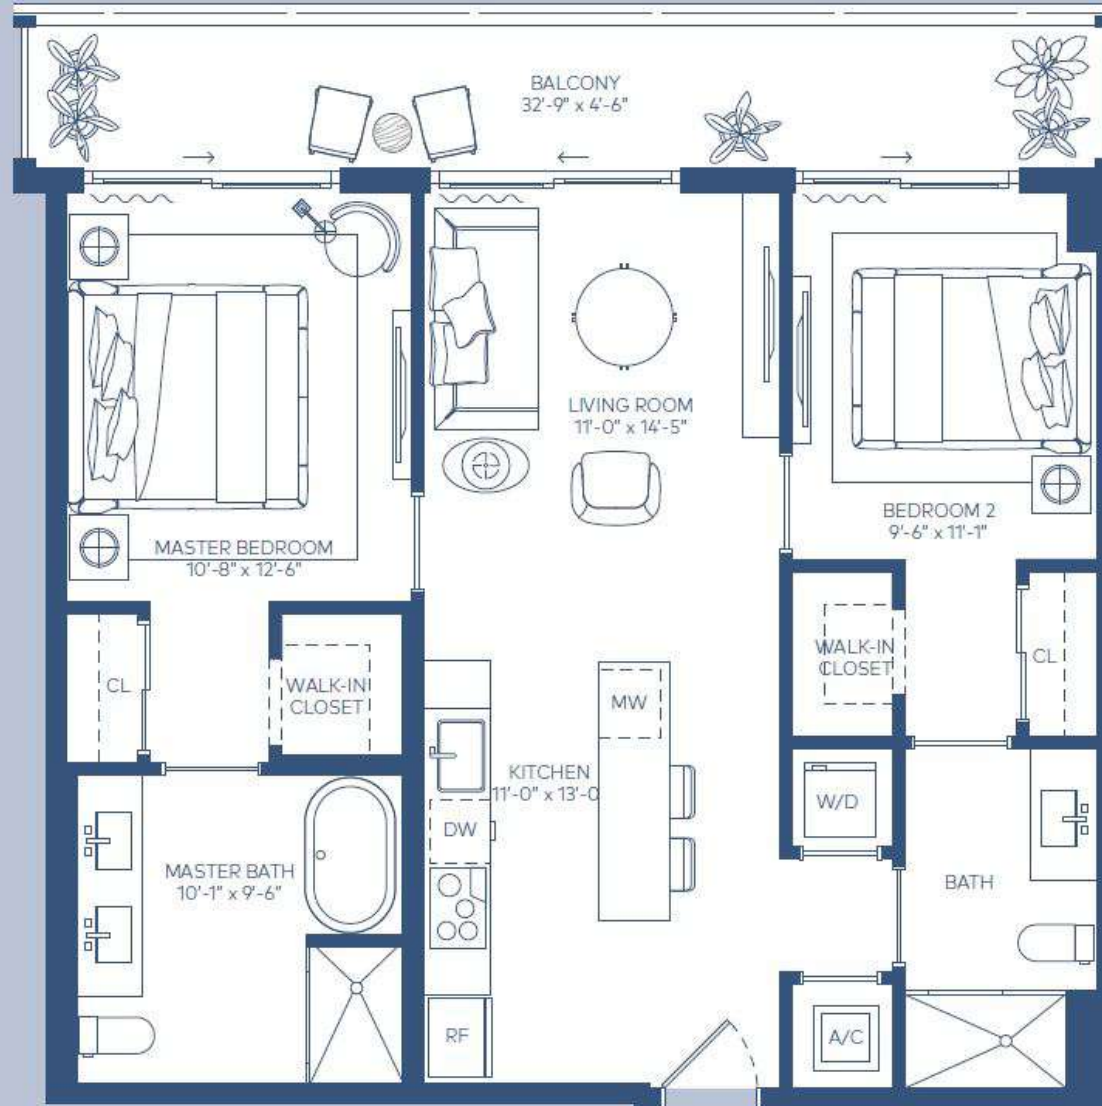 BALCONY
32'-9" x 4'-6"
LIVING ROOM
11'-0" x 14'-5"
BEDROOM 2
9'-6" x 11'-1"
MASTER BEDROOM
10'-8" x 12'-6"
CL
WALK-IN
CLOSET
WALK-IN
CLOSET
CL
MW
KITCHEN
11'-0" x 13'-0
W/D
DW
MASTER BATH
10'-1" x 9'-6"
BATH
RF
A/C